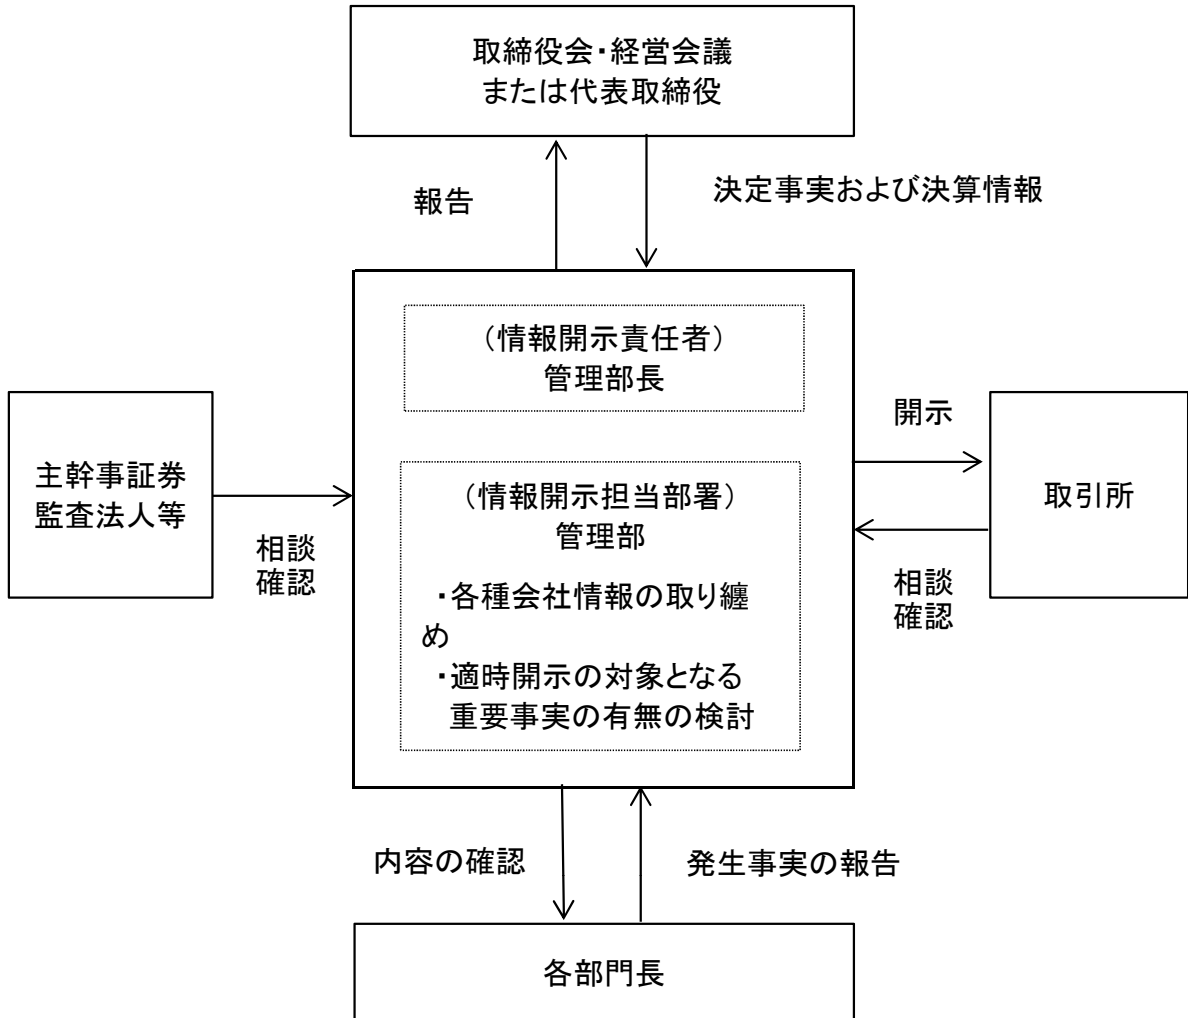 取締役会・経営会議
または代表取締役
報告
決定事実および決算情報
（情報開示責任者）
管理部長
主幹事証券
監査法人等
相談
確認
（情報開示担当部署）
管理部
・各種会社情報の取り纏
め
・適時開示の対象となる
重要事実の有無の検討
開示
取引所
相談
確認
内容の確認
発生事実の報告
各部門長